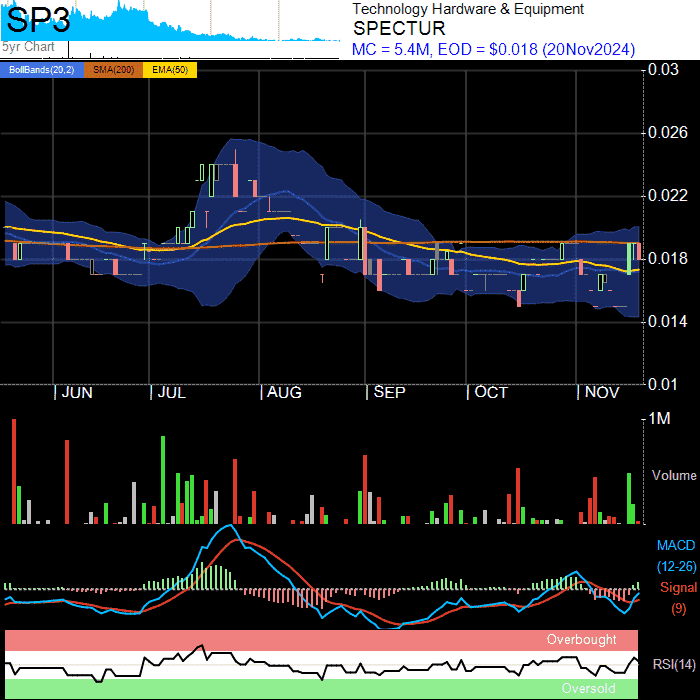 SP3
5yr Chart
Technology Hardware & Equipment
SPECTUR
MC = 5.4M, EOD = $0.018 (20Nov2024)
BollBands(20,2) SMA(200) EMA(50)
0.03
0.026
0.022
0.018
0.014
0.01
JUN JUL AUG SEP OCT NOV
1M
Volume
MACD
(12-26)
Signal
(9)
Overbought
RSI(14)
Oversold